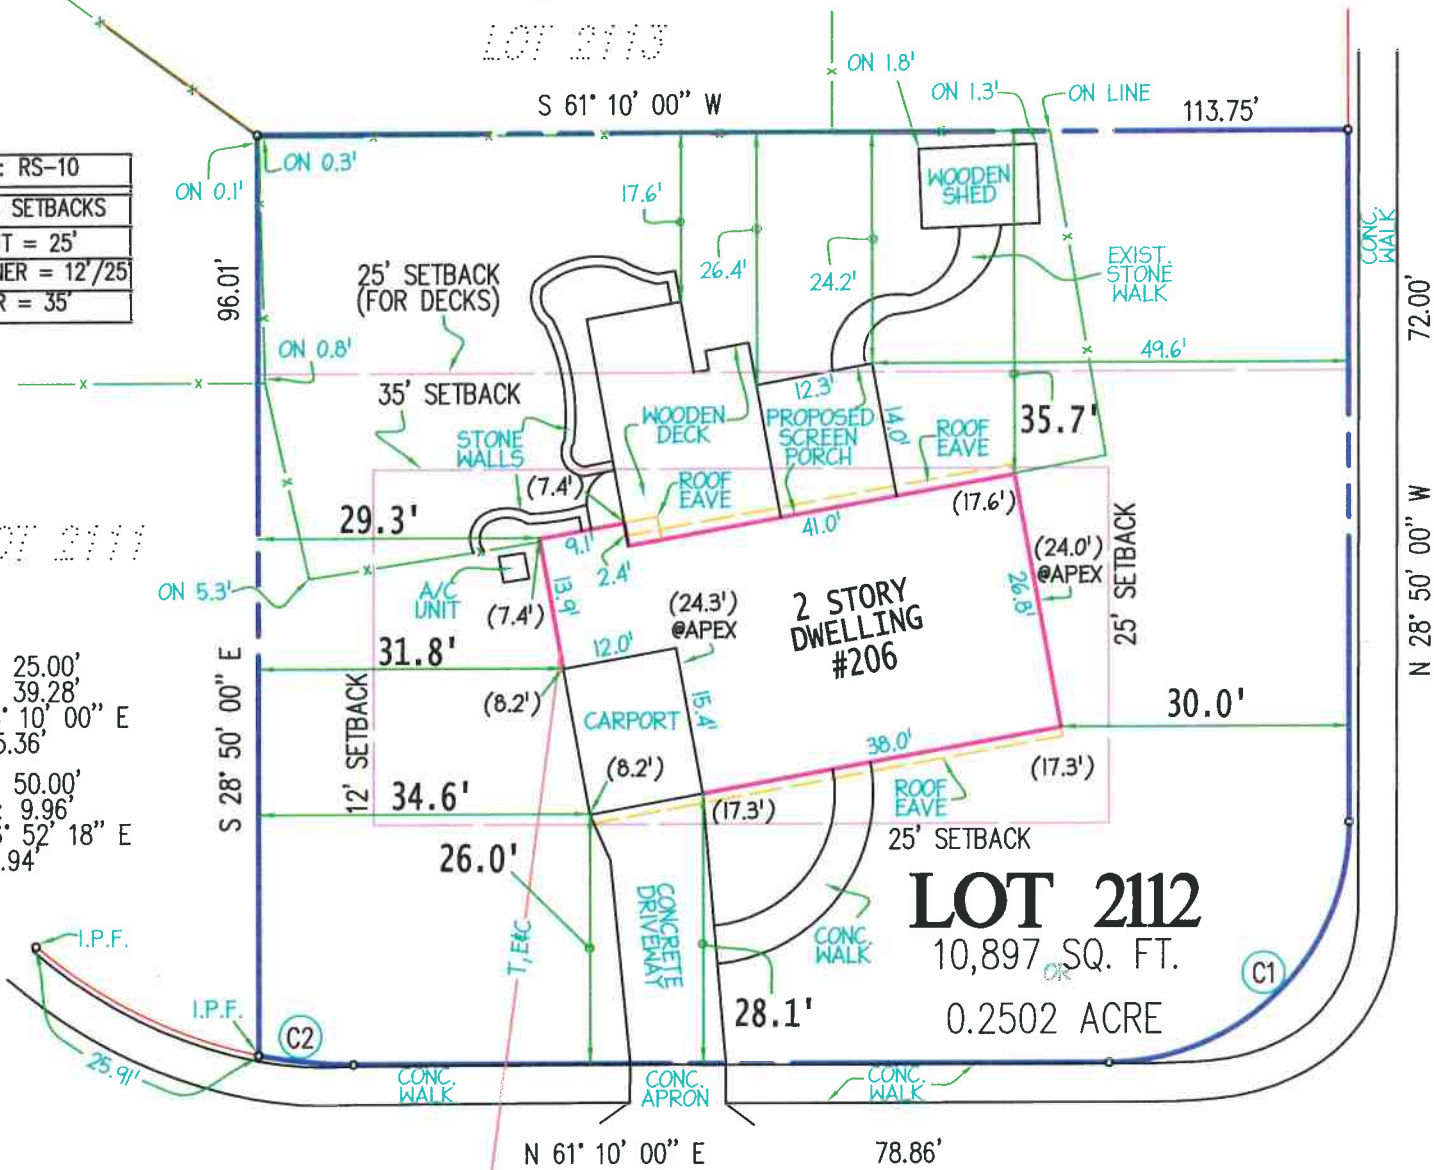 LOT 2113
S 61° 10' 00" W
113.75'
ON 1.8'
ON 1.3'
ON LINE
ON 0.3'
ON 0.1'
: RS-10
SETBACKS
T = 25'
NER = 12'/25'
R = 35'
96.01'
17.6'
26.4'
24.2'
WOODEN
SHED
EXIST.
STONE
WALK
CONC.
WALK
72.00'
25' SETBACK
(FOR DECKS)
ON 0.8'
49.6'
35' SETBACK
12.3'
14.0'
35.7'
WOODEN
DECK
PROPOSED
SCREEN
PORCH
ROOF
EAVE
STONE
WALLS
ROOF
EAVE
(7.4')
(17.6')
29.3'
41.0'
9.1'
2.4'
13.9'
OT 2111
ON 5.3'
A/C
UNIT
(7.4')
(24.3')
@APEX
2 STORY
DWELLING
#206
(24.0')
@APEX
26.8'
25' SETBACK
N 28° 50' 00" W
31.8'
12.0'
(8.2')
CARPORT
15.4'
30.0'
25.00'
39.28'
10' 00" E
5.36'
50.00'
: 9.96'
52' 18" E
.94'
S 28° 50' 00" E
12' SETBACK
34.6'
(8.2')
38.0'
(17.3')
(17.3')
ROOF
EAVE
25' SETBACK
26.0'
T,E&C
CONCRETE
DRIVEWAY
CONC.
WALK
LOT 2112
10,897 SQ. FT.
OR
0.2502 ACRE
28.1'
C1
I.P.F.
I.P.F.
C2
25.91'
CONC.
WALK
CONC.
APRON
CONC.
WALK
N 61° 10' 00" E
78.86'